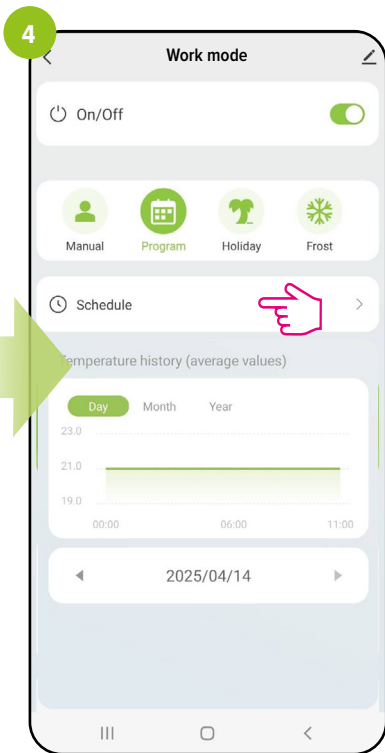 4
Work mode
On/Off
Manual Program Holiday Frost
Schedule
Temperature history (average values)
Day Month Year
23.0
21.0
19.0
00:00 06:00 11:00
2025/04/14